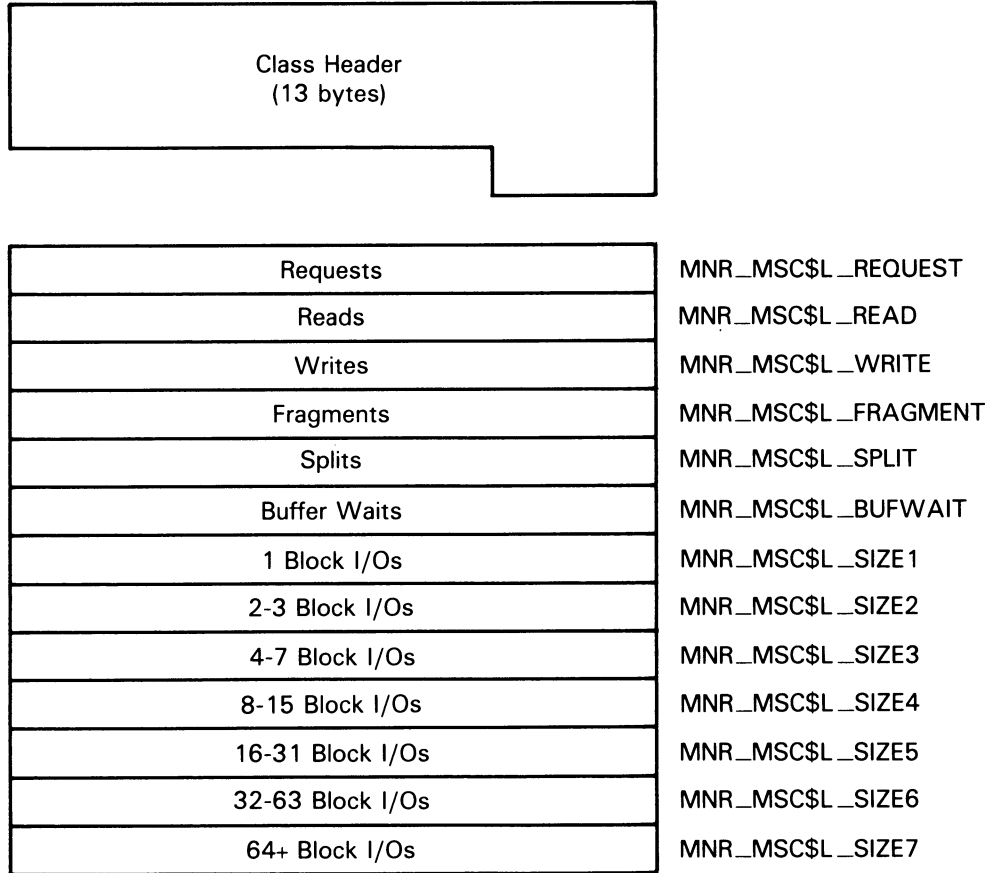 Class Header
(13 bytes)
Requests MNR_MSC$L_REQUEST
Reads MNR_MSC$L_READ
Writes MNR_MSC$L_WRITE
Fragments MNR_MSC$L_FRAGMENT
Splits MNR_MSC$L_SPLIT
Buffer Waits MNR_MSC$L_BUFWAIT
1 Block I/Os MNR_MSC$L_SIZE1
2-3 Block I/Os MNR_MSC$L_SIZE2
4-7 Block I/Os MNR_MSC$L_SIZE3
8-15 Block I/Os MNR_MSC$L_SIZE4
16-31 Block I/Os MNR_MSC$L_SIZE5
32-63 Block I/Os MNR_MSC$L_SIZE6
64+ Block I/Os MNR_MSC$L_SIZE7